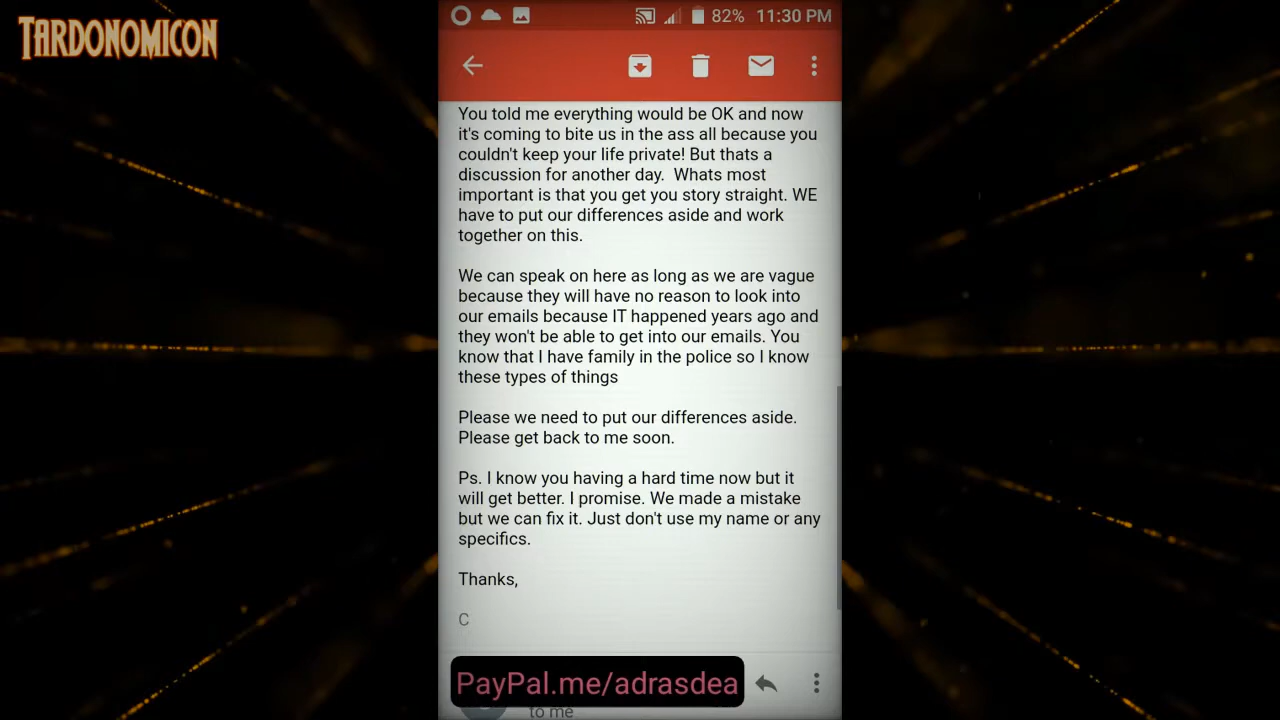 TARDONOMICON
82% 11:30 PM
You told me everything would be OK and now
it's coming to bite us in the ass all because you
couldn't keep your life private! But thats a
discussion for another day.  Whats most
important is that you get you story straight. WE
have to put our differences aside and work
together on this.
We can speak on here as long as we are vague
because they will have no reason to look into
our emails because IT happened years ago and
they won't be able to get into our emails. You
know that I have family in the police so I know
these types of things
Please we need to put our differences aside.
Please get back to me soon.
Ps. I know you having a hard time now but it
will get better. I promise. We made a mistake
but we can fix it. Just don't use my name or any
specifics.
Thanks,
C
PayPal.me/adrasdea
to me